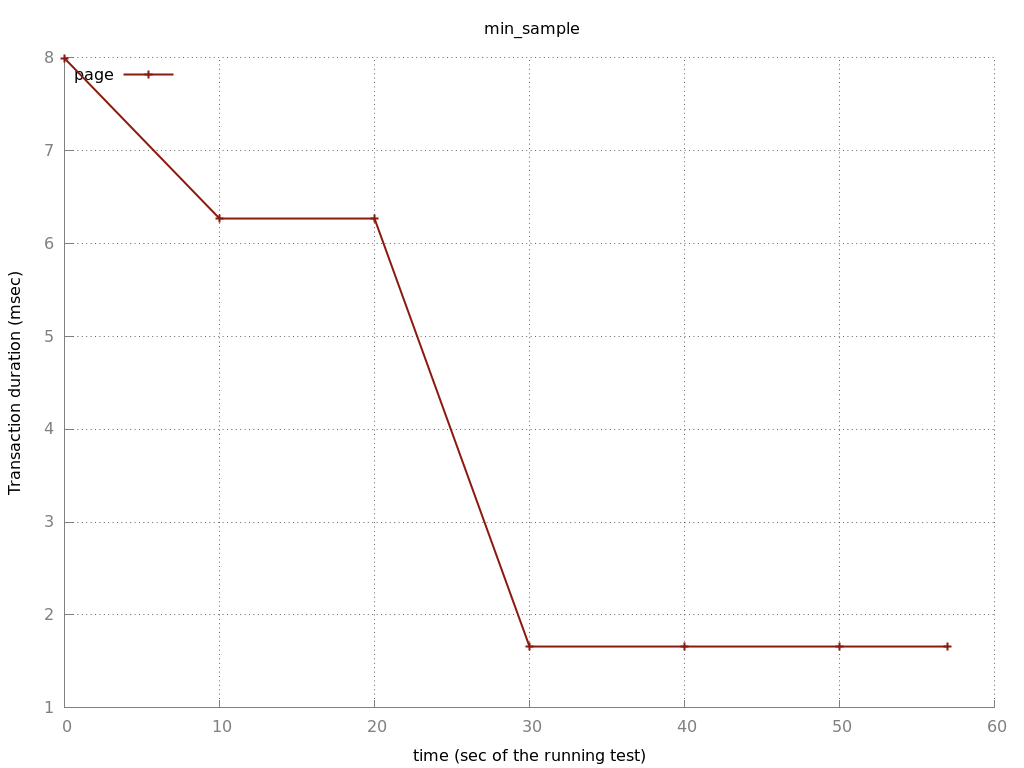 min_sample
page
8
7
6
5
4
3
2
1
Transaction duration (msec)
0 10 20 30 40 50 60
time (sec of the running test)